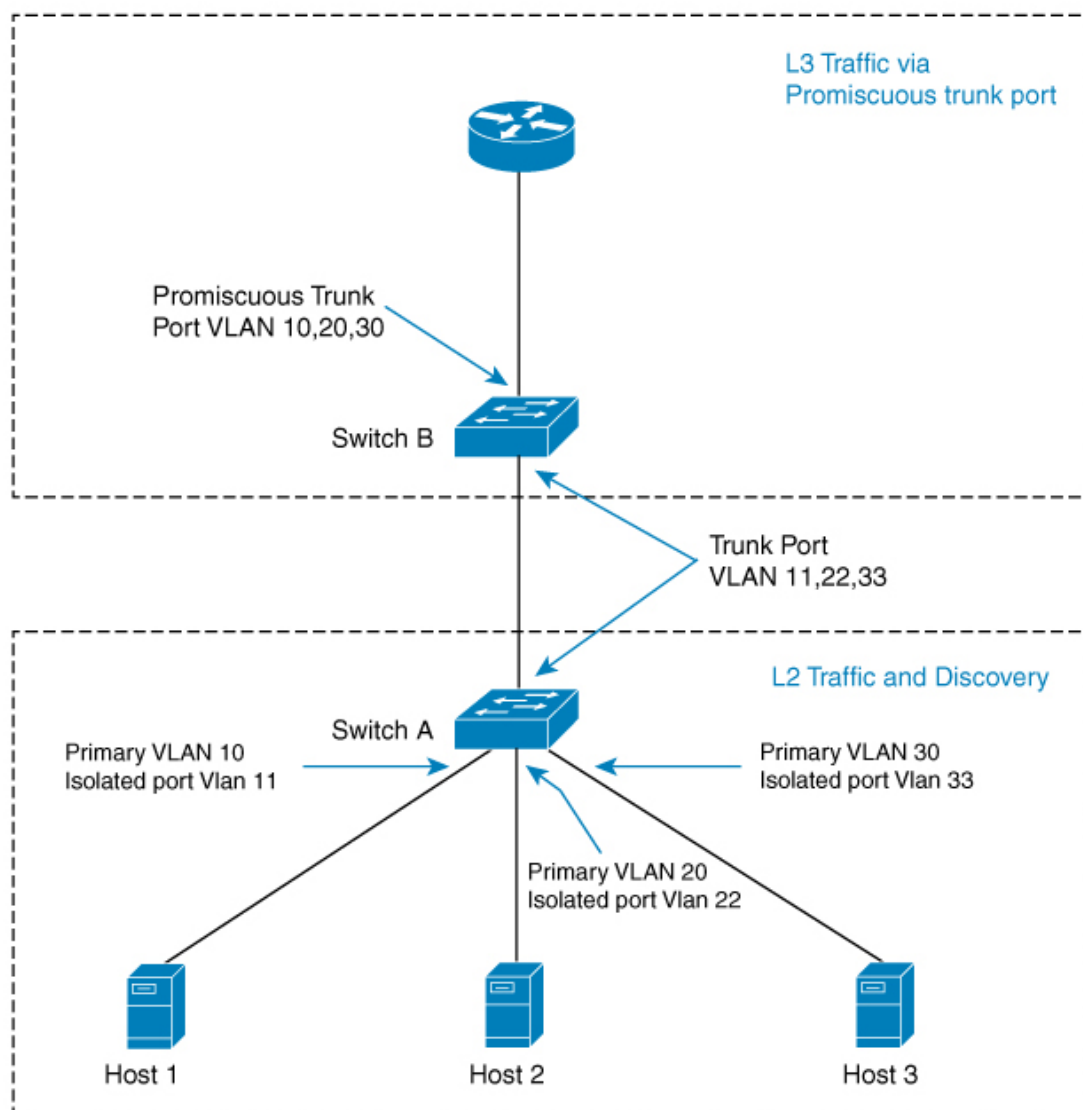 L3 Traffic via
Promiscuous trunk port
Promiscuous Trunk
Port VLAN 10,20,30
Switch B
Trunk Port
VLAN 11,22,33
L2 Traffic and Discovery
Switch A
Primary VLAN 10
Isolated port Vlan 11
Primary VLAN 30
Isolated port Vlan 33
Primary VLAN 20
Isolated port Vlan 22
Host 1
Host 2
Host 3